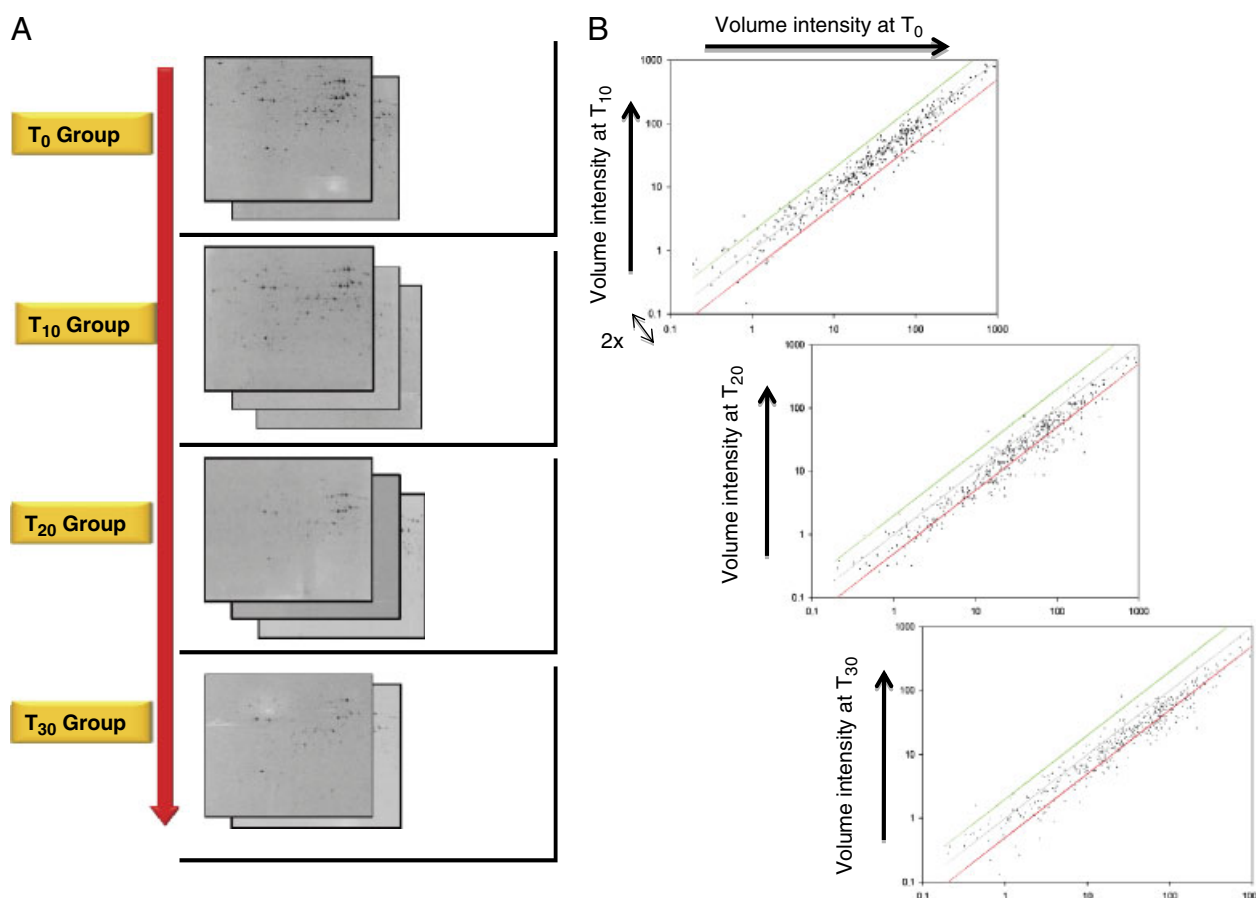 A
T0 Group
T10 Group
T20 Group
T30 Group
B
Volume intensity at T0
Volume intensity at T10
1000
100
10
1
0.1
0.1 1 10 100 1000
2x
Volume intensity at T20
1000
100
10
1
0.1
0.1 1 10 100 1000
Volume intensity at T30
1000
100
10
1
0.1
0.1 1 10 100 100